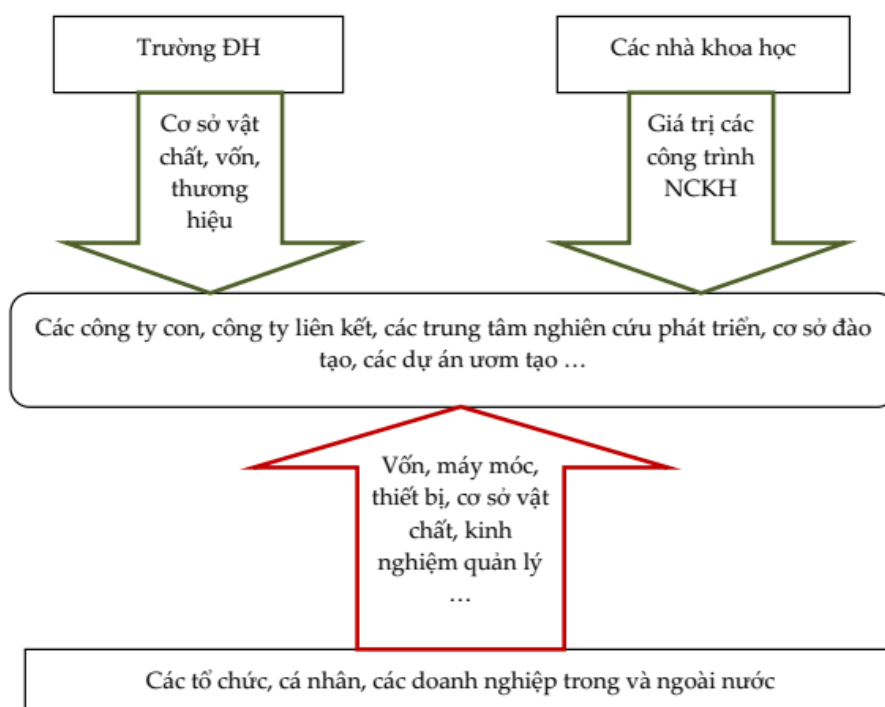 Trường ĐH
Các nhà khoa học
Cơ sở vật
chất, vốn,
thương
hiệu
Giá trị các
công trình
NCKH
Các công ty con, công ty liên kết, các trung tâm nghiên cứu phát triển, cơ sở đào
tạo, các dự án ươm tạo …
Vốn, máy móc,
thiết bị, cơ sở vật
chất, kinh
nghiệm quản lý
…
Các tổ chức, cá nhân, các doanh nghiệp trong và ngoài nước